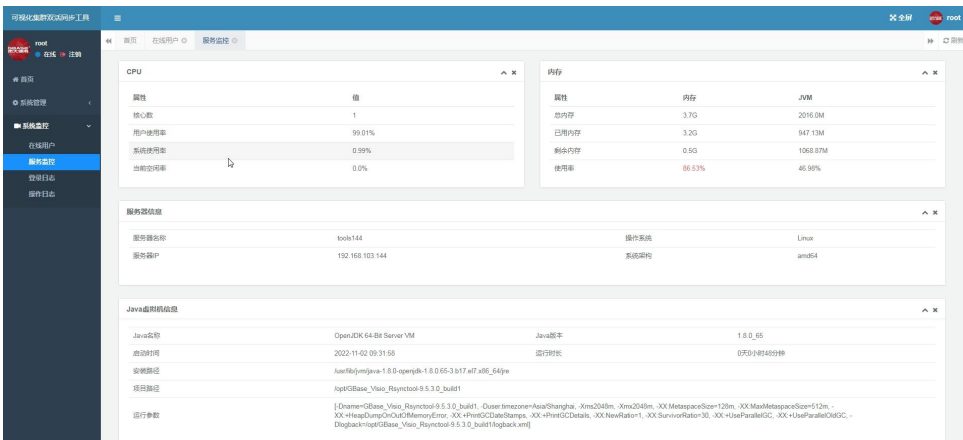 可视化集群双活同步工具
全屏
root
root
在线 注销
首页
在线用户
服务监控
刷新
首页
系统管理
系统监控
在线用户
服务监控
登录日志
操作日志
CPU
属性 值
核心数 1
用户使用率 99.01%
系统使用率 0.99%
当前空闲率 0.0%
内存
属性 内存 JVM
总内存 3.7G 2016.0M
已用内存 3.2G 947.13M
剩余内存 0.5G 1068.87M
使用率 86.53% 46.98%
服务器信息
服务器名称 tools144 操作系统 Linux
服务器IP 192.168.103.144 系统架构 amd64
Java虚拟机信息
Java名称 OpenJDK 64-Bit Server VM Java版本 1.8.0_65
启动时间 2022-11-02 09:31:58 运行时长 0天0小时48分钟
安装路径 /usr/lib/jvm/java-1.8.0-openjdk-1.8.0.65-3.b17.el7.x86_64/jre
项目路径 /opt/GBase_Visio_Rsynctool-9.5.3.0_build1
运行参数 [-Dname=GBase_Visio_Rsynctool-9.5.3.0_build1, -Duser.timezone=Asia/Shanghai, -Xms2048m, -Xmx2048m, -XX:MetaspaceSize=128m, -XX:MaxMetaspaceSize=512m, -
XX:+HeapDumpOnOutOfMemoryError, -XX:+PrintGCDateStamps, -XX:+PrintGCDetails, -XX:NewRatio=1, -XX:SurvivorRatio=30, -XX:+UseParallelGC, -XX:+UseParallelOldGC, -
Dlogback=/opt/GBase_Visio_Rsynctool-9.5.3.0_build1/logback.xml]